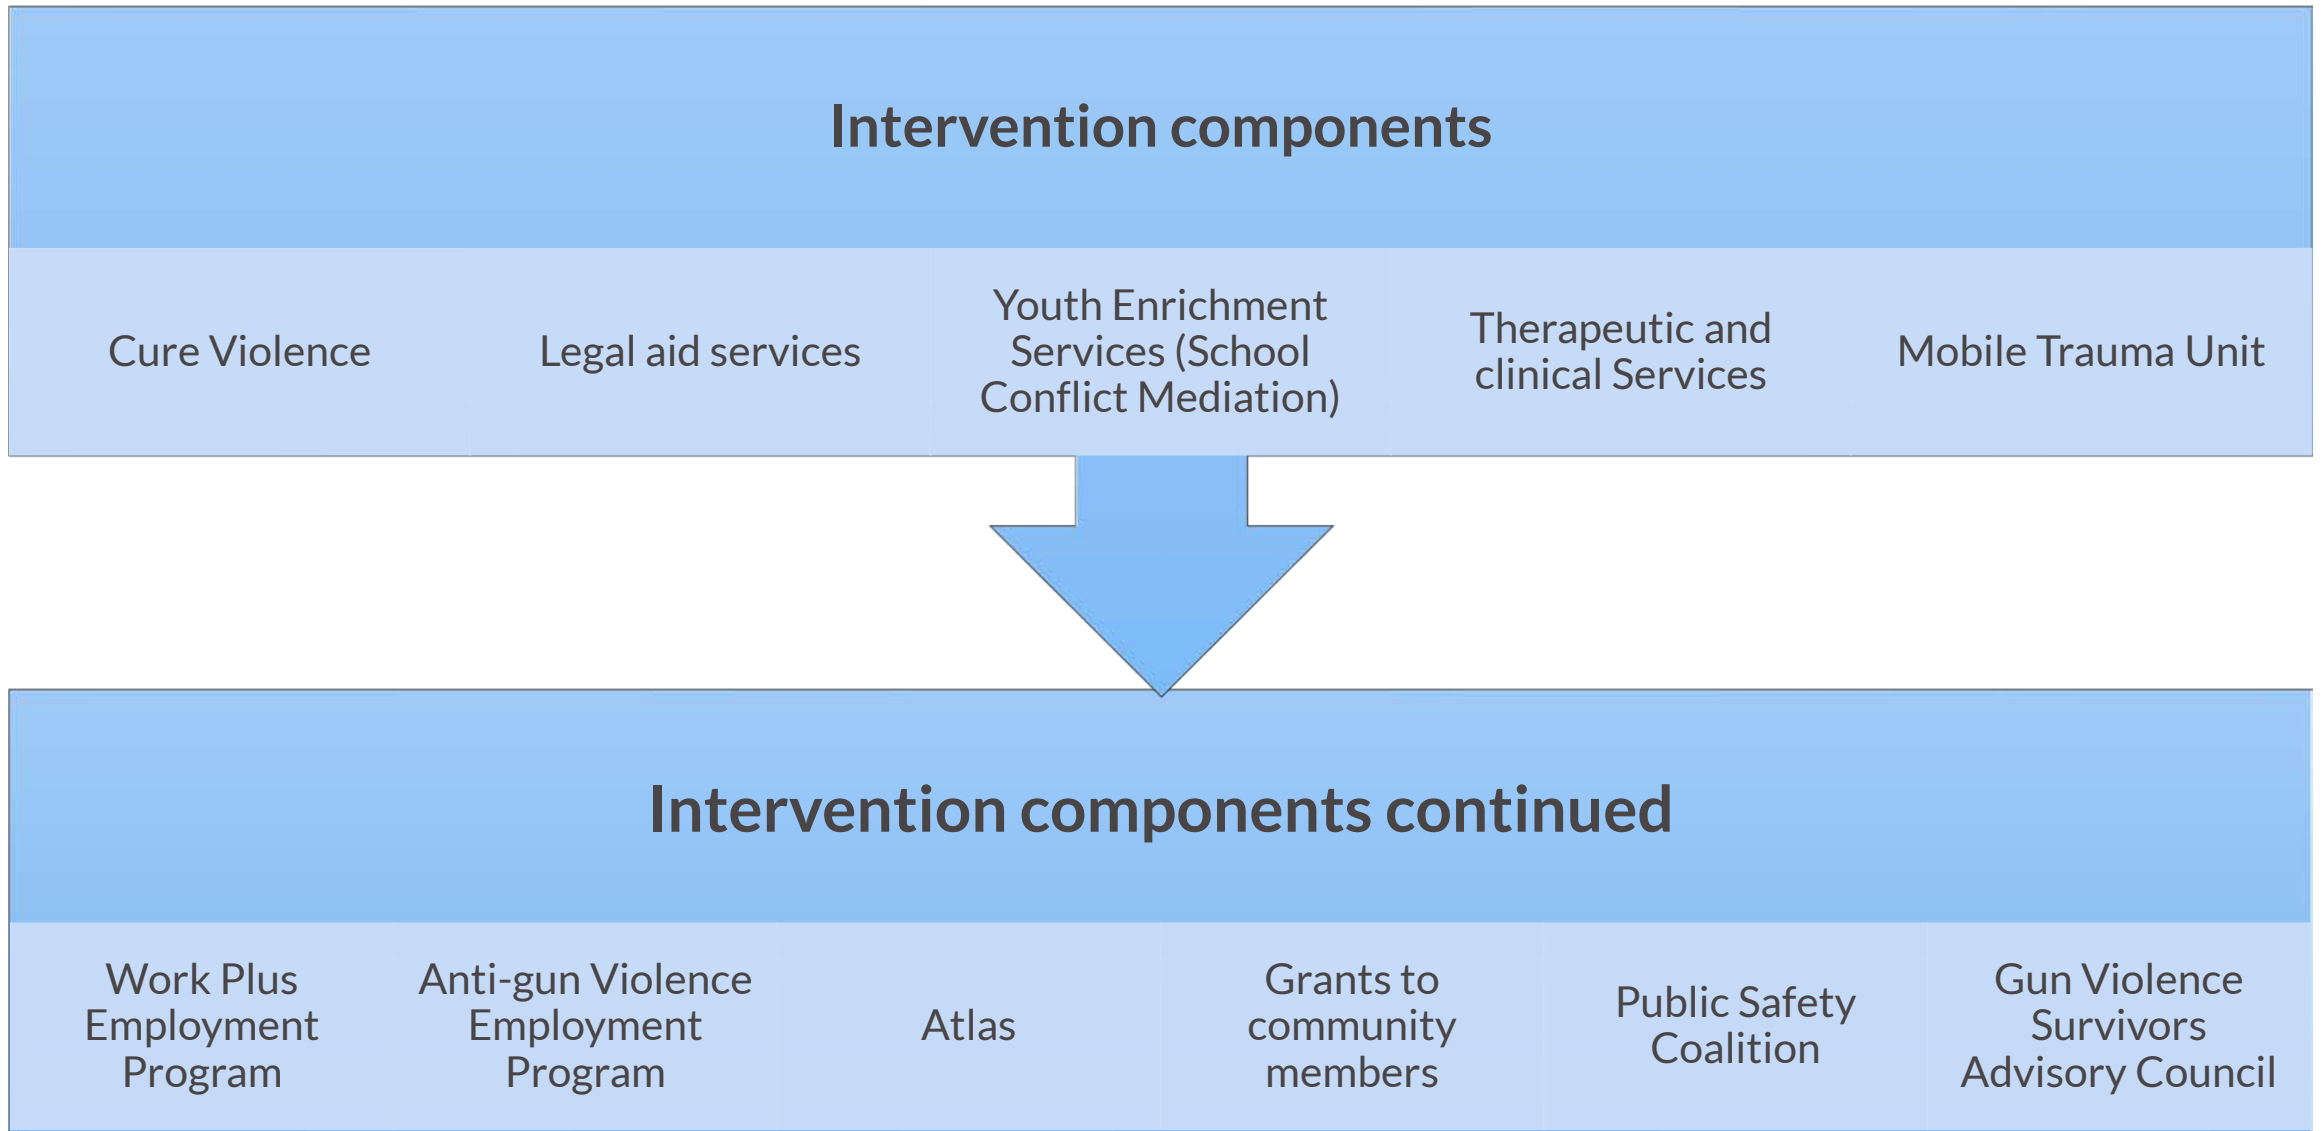 Intervention components
Cure Violence
Legal aid services
Youth Enrichment
Services (School
Conflict Mediation)
Therapeutic and
clinical Services
Mobile Trauma Unit
Intervention components continued
Work Plus
Employment
Program
Anti-gun Violence
Employment
Program
Atlas
Grants to
community
members
Public Safety
Coalition
Gun Violence
Survivors
Advisory Council